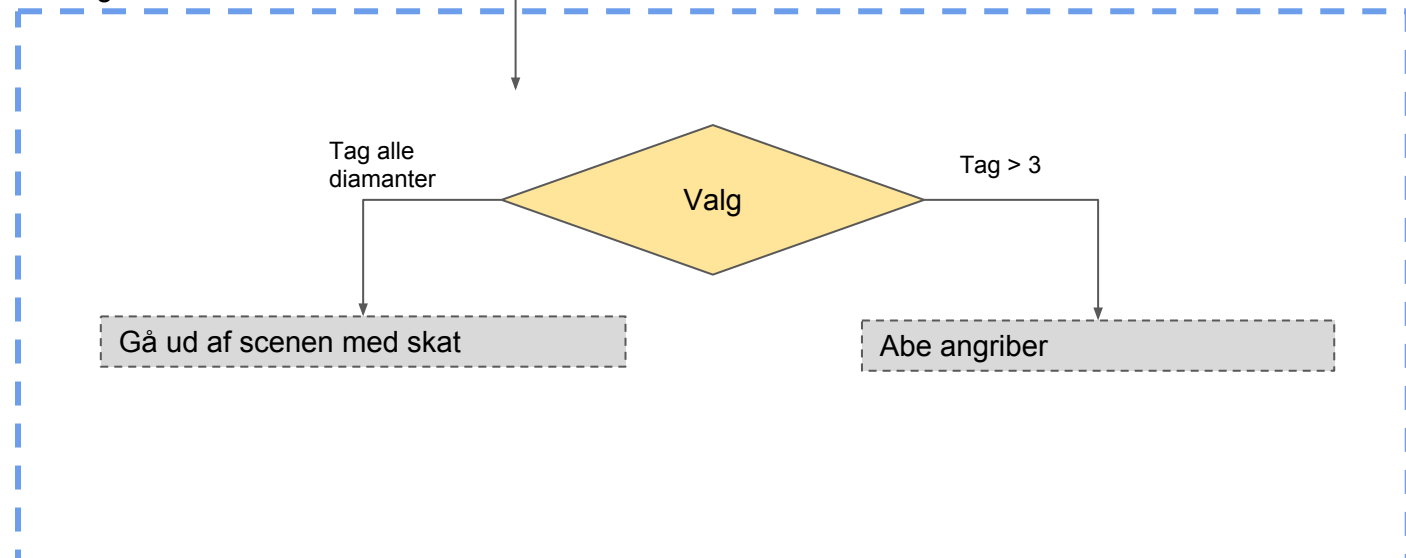 Tag alle
diamanter
Tag > 3
Valg
Gå ud af scenen med skat
Abe angriber